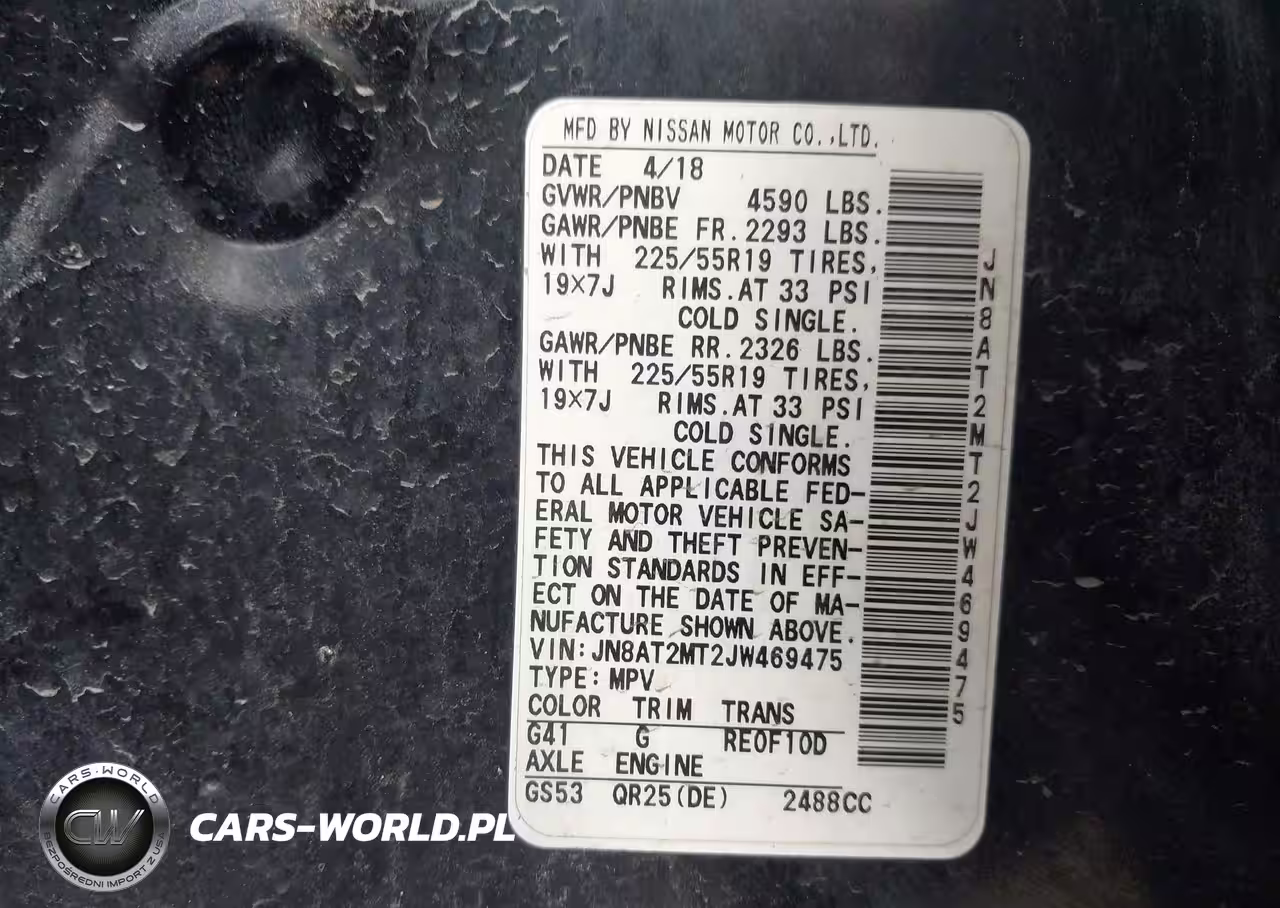 MFD BY NISSAN MOTOR CO.,LTD.
DATE 4/18
GVWR/PNBV 4590 LBS.
GAWR/PNBE FR.2293 LBS.
WITH 225/55R19 TIRES,
19×7J RIMS.AT 33 PSI
COLD SINGLE.
GAWR/PNBE RR.2326 LBS.
WITH 225/55R19 TIRES,
19×7J RIMS.AT 33 PSI
COLD SINGLE.
THIS VEHICLE CONFORMS
TO ALL APPLICABLE FED-
ERAL MOTOR VEHICLE SA-
FETY AND THEFT PREVEN-
TION STANDARDS IN EFF-
ECT ON THE DATE OF MA-
NUFACTURE SHOWN ABOVE.
VIN:JN8AT2MT2JW469475
TYPE:MPV
COLOR TRIM TRANS
G41 G RE0F10D
AXLE ENGINE
GS53 QR25(DE) 2488CC
JN8AT2MT2JW469475
CARS-WORLD
CW
BEZPOŚREDNI IMPORT Z USA
CARS-WORLD.PL